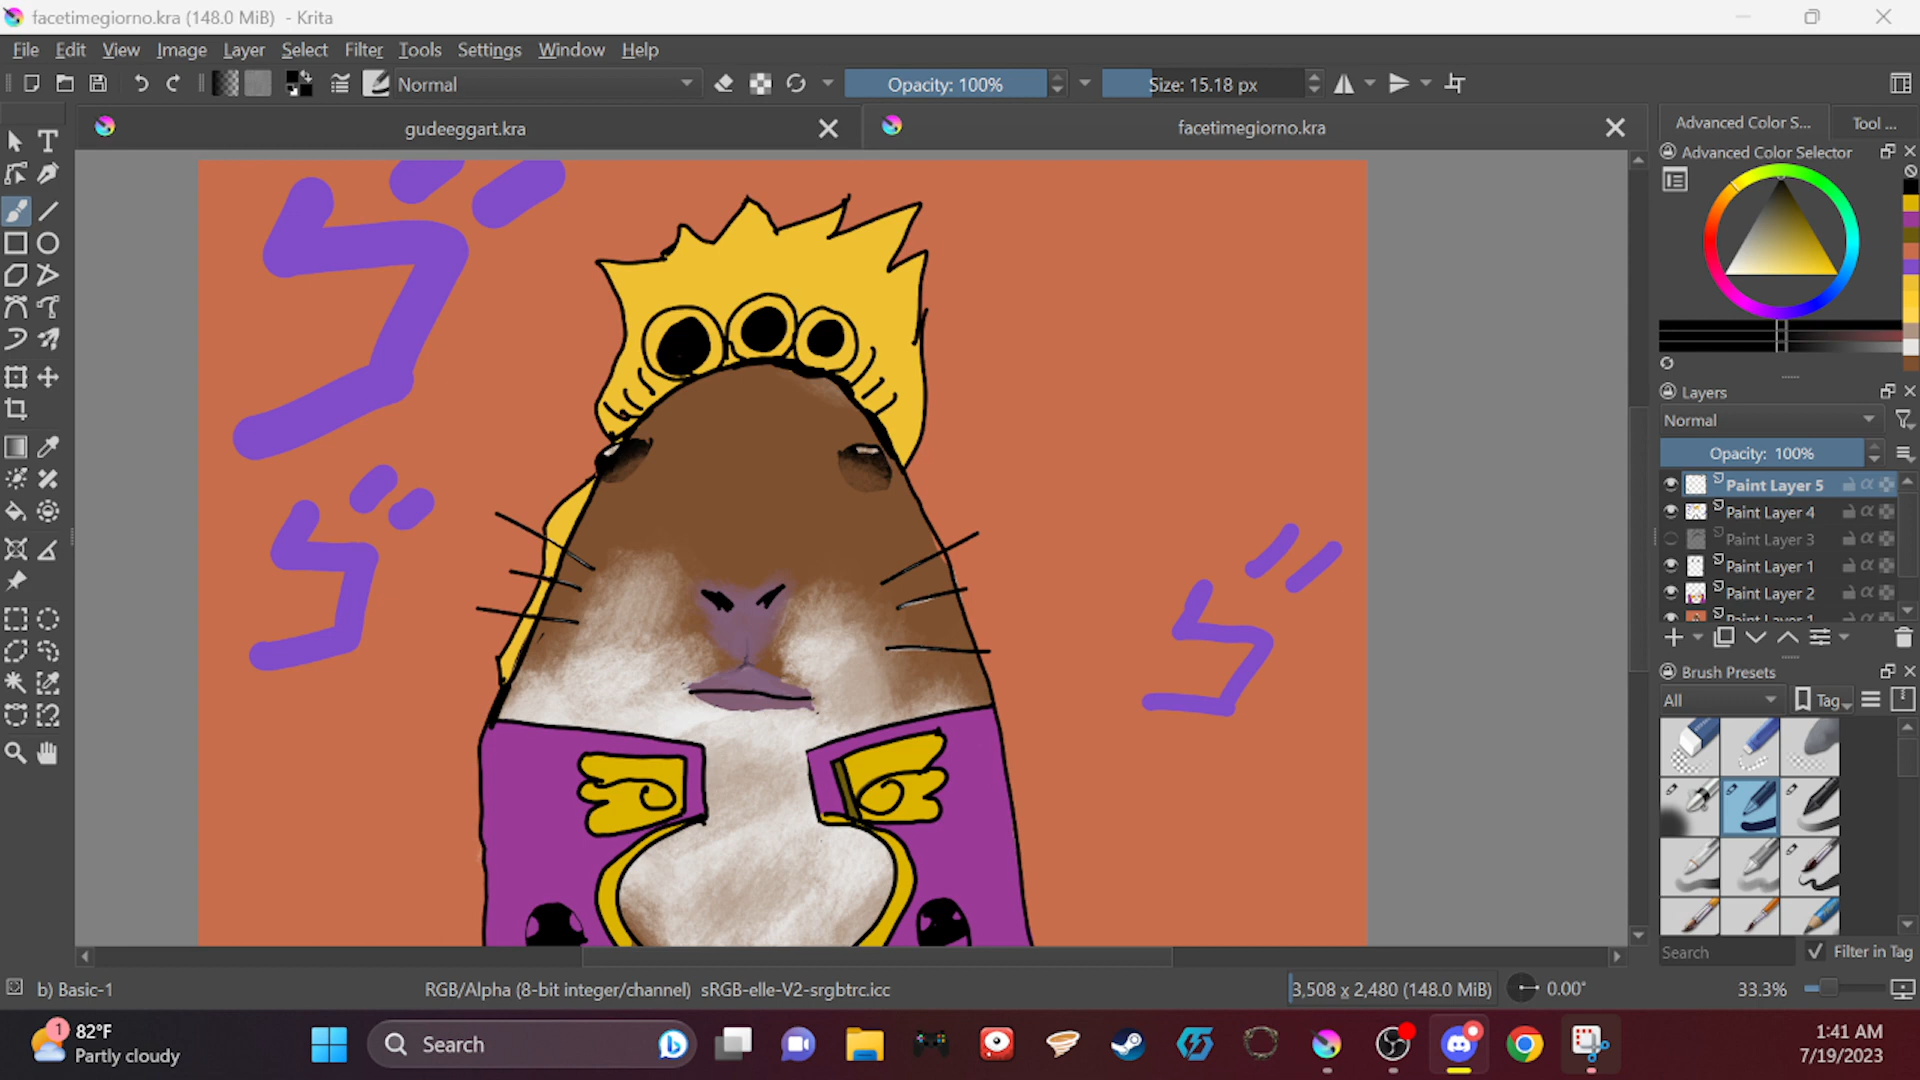 facetimegiorno.kra (148.0 MiB) - Krita
File Edit View Image Layer Select Filter Tools Settings Window Help
Normal Opacity: 100% Size: 15.18 px
gudeeggart.kra facetimegiorno.kra
Advanced Color S... Tool ...
Advanced Color Selector
Layers
Normal
Opacity: 100%
Paint Layer 5
Paint Layer 4
Paint Layer 3
Paint Layer 1
Paint Layer 2
Paint Layer 1
Brush Presets
All Tag
Search Filter in Tag
b) Basic-1 RGB/Alpha (8-bit integer/channel) sRGB-elle-V2-srgbtrc.icc 3,508 x 2,480 (148.0 MiB) 0.00° 33.3%
1 82°F
Partly cloudy
Search
1:41 AM
7/19/2023